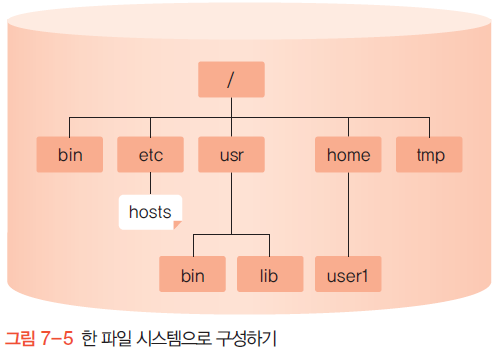 /
bin etc usr home tmp
hosts
bin lib user1
그림 7-5 한 파일 시스템으로 구성하기